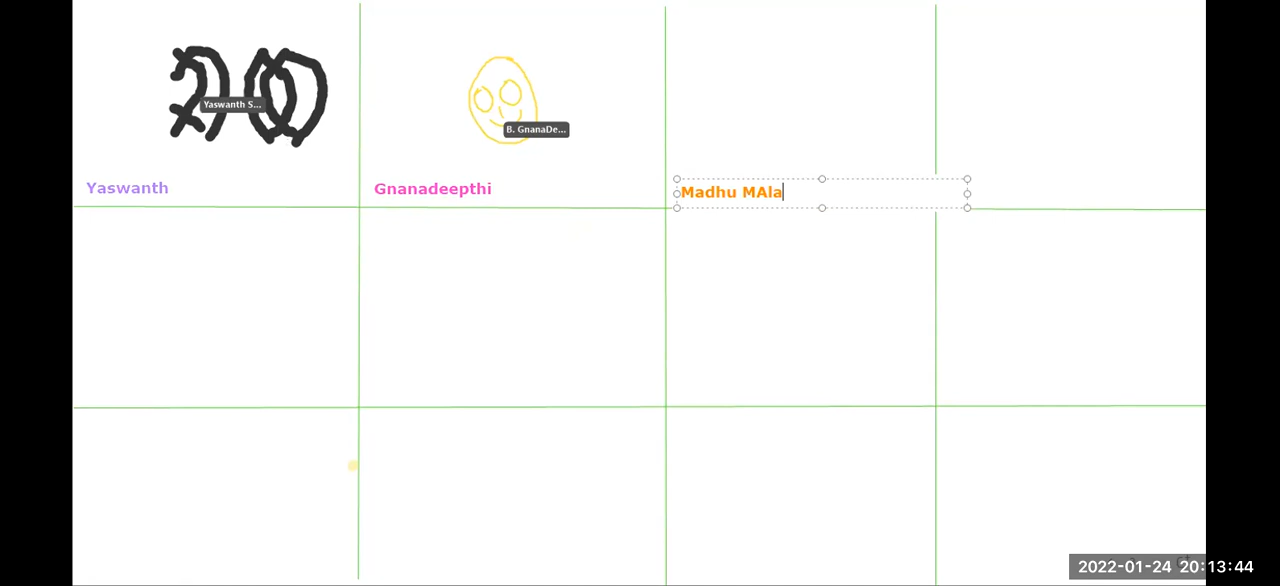 Yaswanth S...
B. GnanaDe...
Yaswanth
Gnanadeepthi
Madhu MAla
2022-01-24 20:13:44